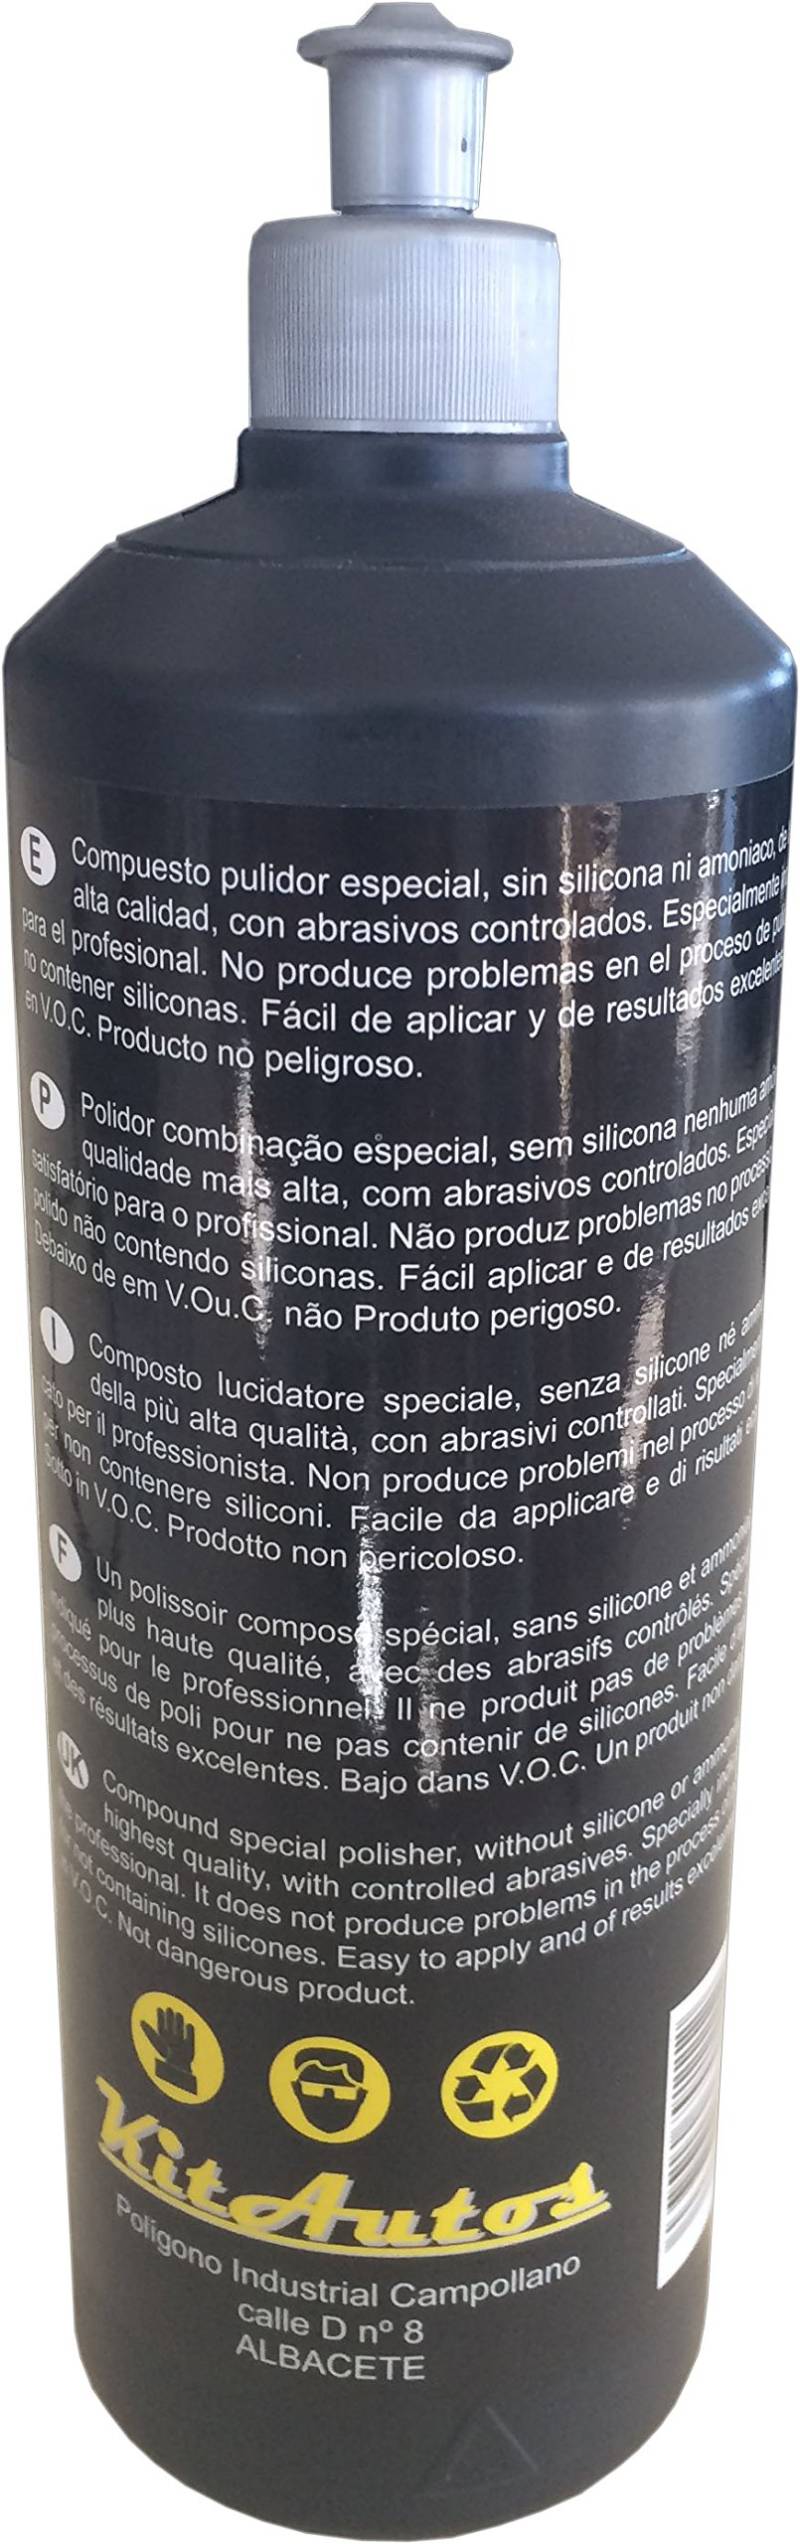 E Compuesto pulidor especial, sin silicona ni amoniaco, de
alta calidad, con abrasivos controlados. Especialmente
para el profesional. No produce problemas en el proceso de
no contener siliconas. Fácil de aplicar y de resultados
en V.O.C. Producto no peligroso.
P Polidor combinação especial, sem silicona nenhuma
qualidade mais alta, com abrasivos controlados.
satisfatório para o profissional. Não produz problemas no
polido não contendo siliconas. Fácil aplicar e de resultados
Debaixo de em V.Ou.C. não Produto perigoso.
I Composto lucidatore speciale, senza silicone né
della più alta qualità, con abrasivi controllati.
per il professionista. Non produce problemi nel processo
per non contenere siliconi. Facile da applicare e di risultati
Sotto in V.O.C. Prodotto non pericoloso.
F Un polissoir composé spécial, sans silicone et
plus haute qualité, avec des abrasifs contrôlés.
indiqué pour le professionnel. Il ne produit pas de problèmes
processus de poli pour ne pas contenir de silicones. Facile
et des résultats excelentes. Bajo dans V.O.C. Un produit non
UK Compound special polisher, without silicone or
highest quality, with controlled abrasives. Specially
the professional. It does not produce problems in the process
for not containing silicones. Easy to apply and of results
V.O.C. Not dangerous product.
KitAutos
Polígono Industrial Campollano
calle D nº 8
ALBACETE